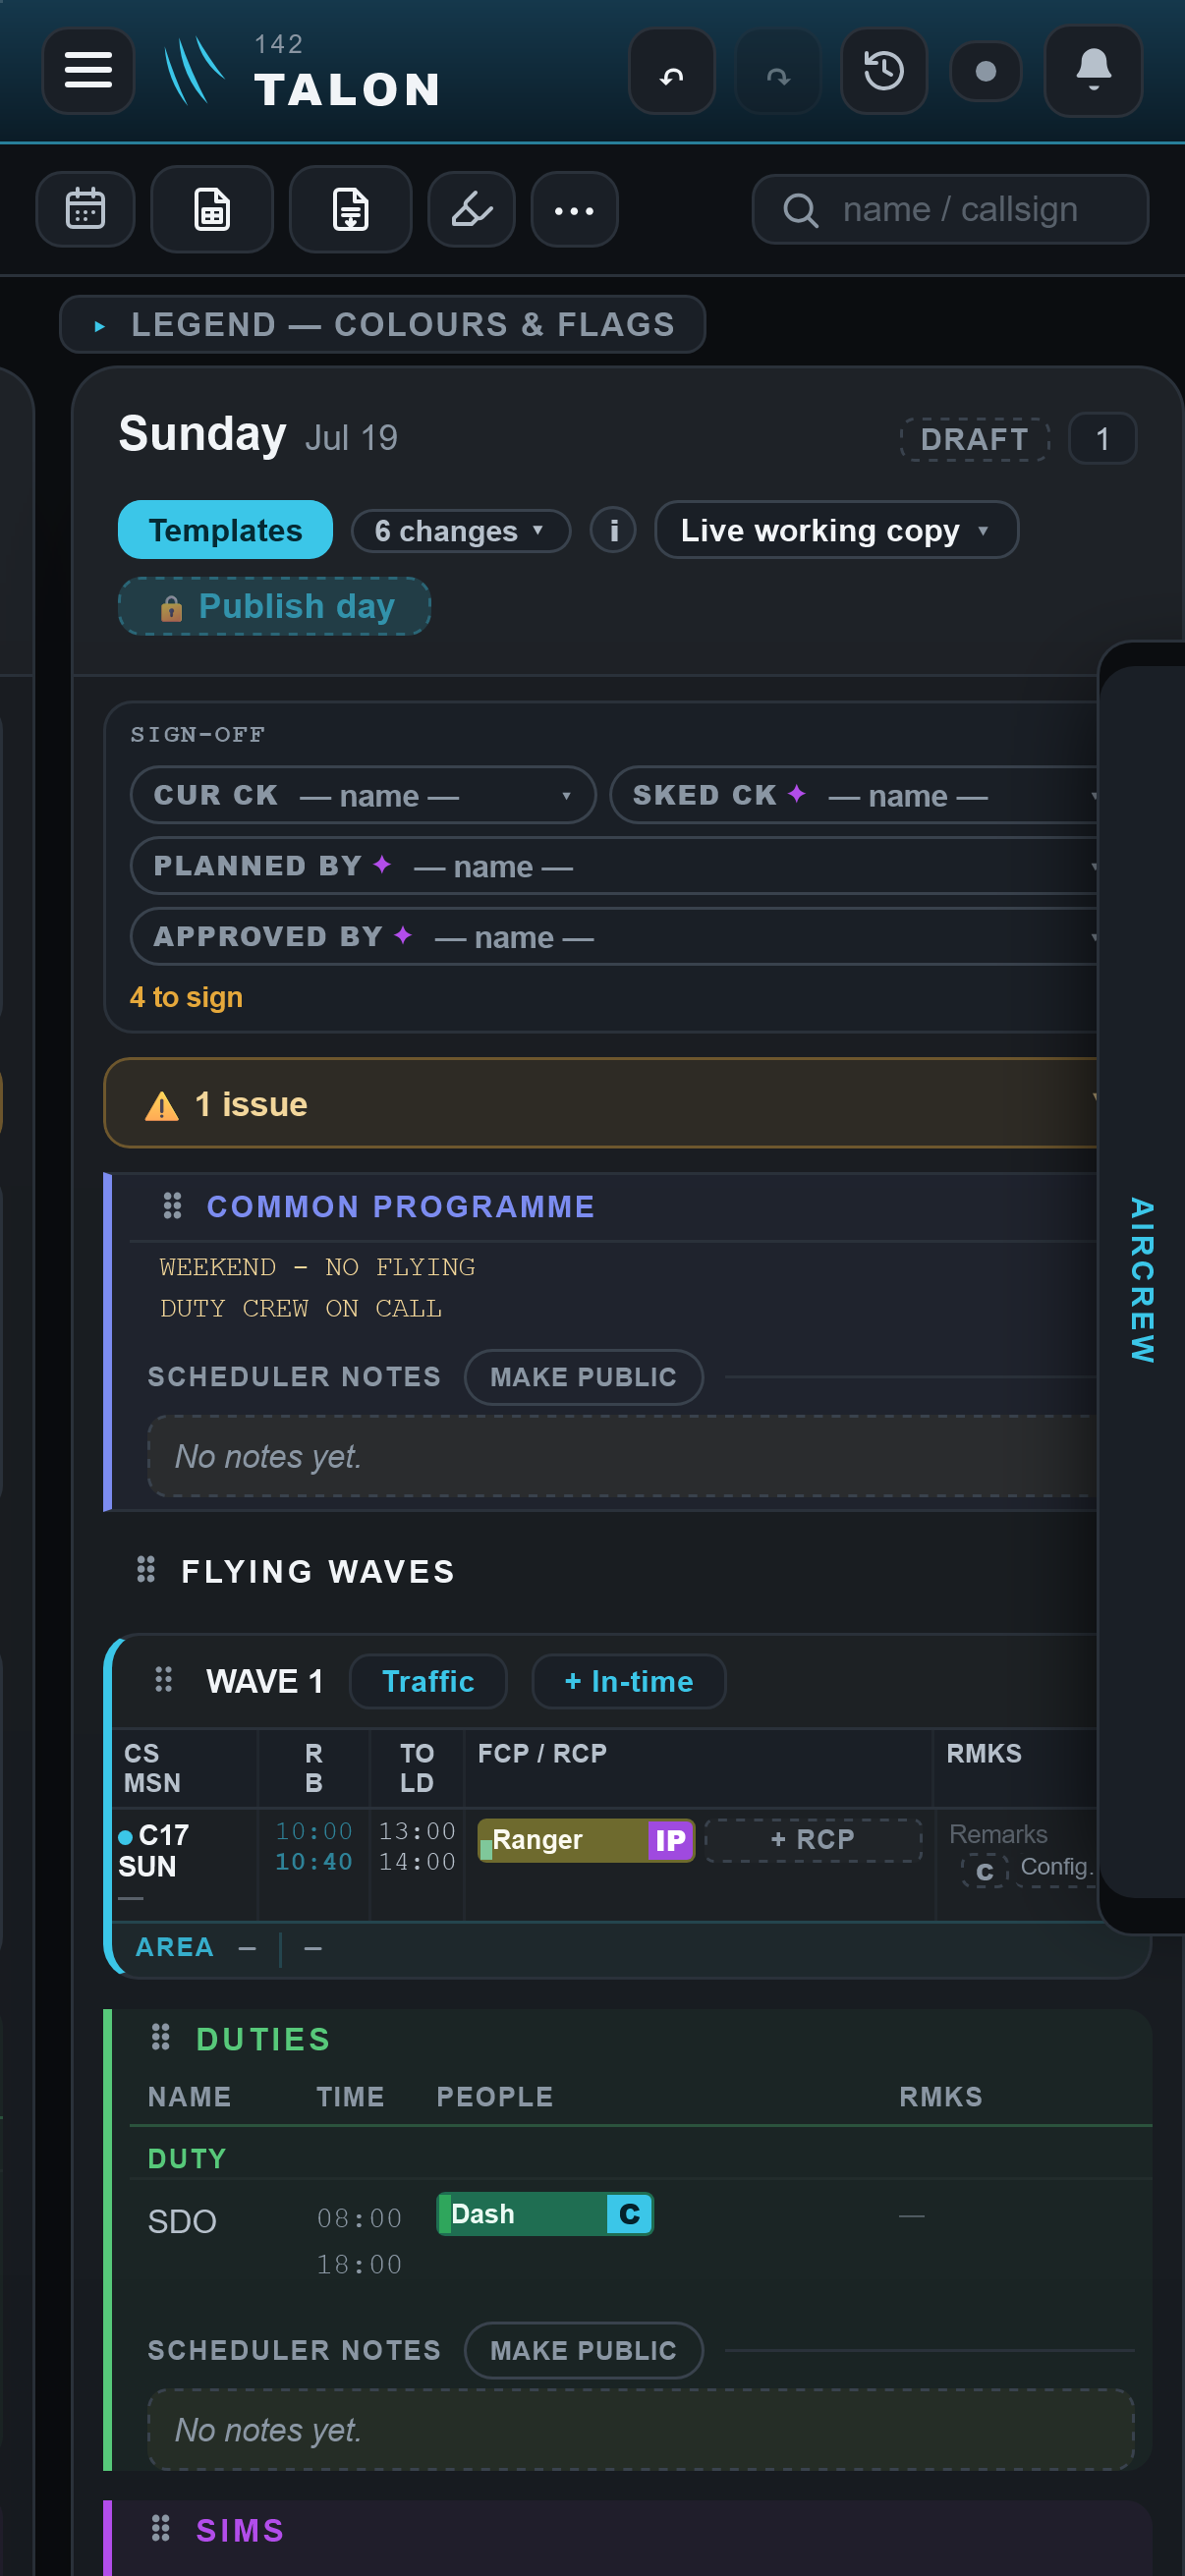 142
TALON
name / callsign
LEGEND — COLOURS & FLAGS
Sunday Jul 19 DRAFT 1
Templates 6 changes i Live working copy
Publish day
SIGN-OFF
CUR CK — name — SKED CK — name —
PLANNED BY — name —
APPROVED BY — name —
4 to sign
1 issue
COMMON PROGRAMME
WEEKEND - NO FLYING
DUTY CREW ON CALL
SCHEDULER NOTES MAKE PUBLIC
No notes yet.
AIRCREW
FLYING WAVES
WAVE 1 Traffic + In-time
CS R TO FCP / RCP RMKS
MSN B LD
C17 10:00 13:00 Ranger IP + RCP Remarks
SUN 10:40 14:00 C Config.
—
AREA – –
DUTIES
NAME TIME PEOPLE RMKS
DUTY
SDO 08:00 Dash C —
18:00
SCHEDULER NOTES MAKE PUBLIC
No notes yet.
SIMS